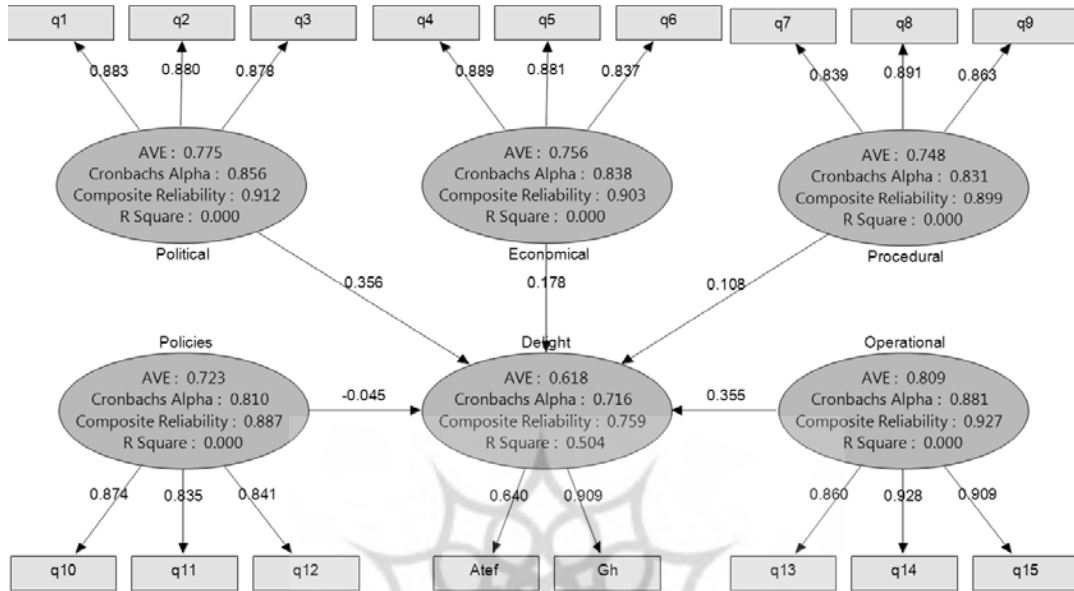 q1
q2
q3
q4
q5
q6
q7
q8
q9
0.883
0.880
0.878
0.889
0.881
0.837
0.839
0.891
0.863
AVE : 0.775
Cronbachs Alpha : 0.856
Composite Reliability : 0.912
R Square : 0.000
Political
AVE : 0.756
Cronbachs Alpha : 0.838
Composite Reliability : 0.903
R Square : 0.000
Economical
AVE : 0.748
Cronbachs Alpha : 0.831
Composite Reliability : 0.899
R Square : 0.000
Procedural
0.356
0.178
0.108
Policies
AVE : 0.723
Cronbachs Alpha : 0.810
Composite Reliability : 0.887
R Square : 0.000
-0.045
Delight
AVE : 0.618
Cronbachs Alpha : 0.716
Composite Reliability : 0.759
R Square : 0.504
0.355
Operational
AVE : 0.809
Cronbachs Alpha : 0.881
Composite Reliability : 0.927
R Square : 0.000
0.874
0.835
0.841
0.640
0.909
0.860
0.928
0.909
q10
q11
q12
Atef
Gh
q13
q14
q15